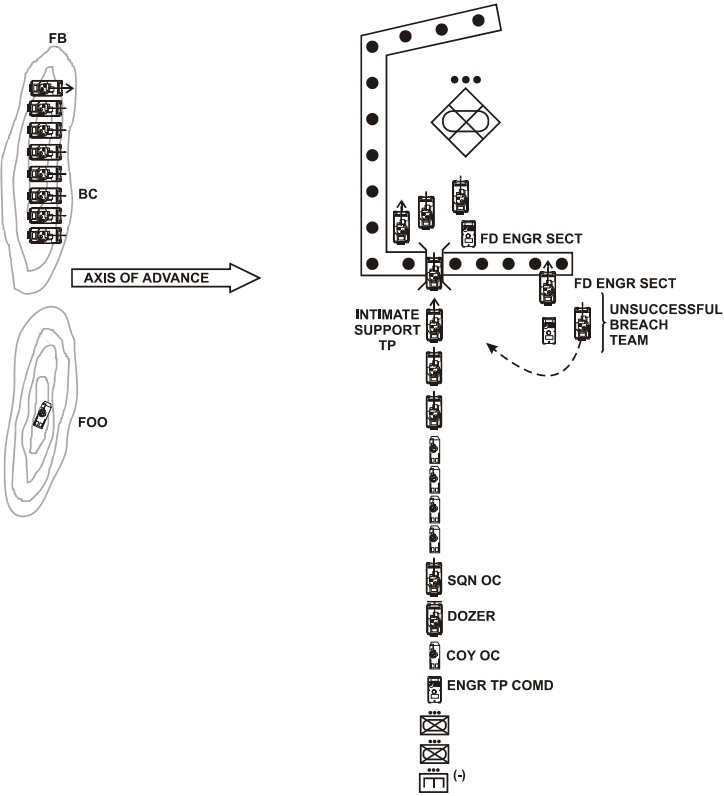 FB
BC
FD ENGR SECT
AXIS OF ADVANCE
FD ENGR SECT
INTIMATE
SUPPORT
TP
UNSUCCESSFUL
BREACH
TEAM
FOO
SQN OC
DOZER
COY OC
ENGR TP COMD
(-)